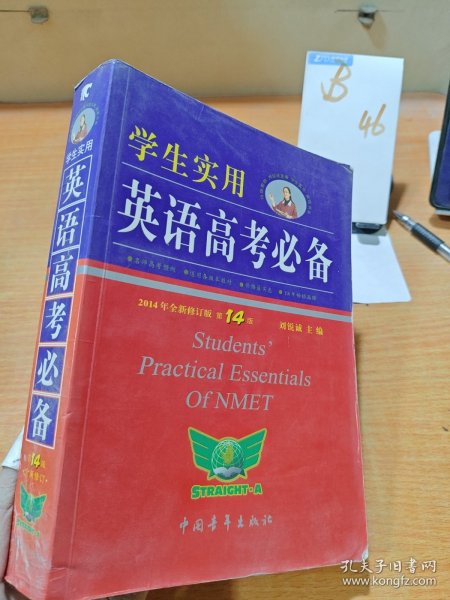 学生实用
英语高考必备
2014年全新修订版 第14版
刘锐诚 主编
Students'
Practical Essentials
Of NMET
STRAIGHT·A
中国青年出版社
学生实用
英语高考必备
14版
B
46
孔夫子旧书网
www.kongfz.com